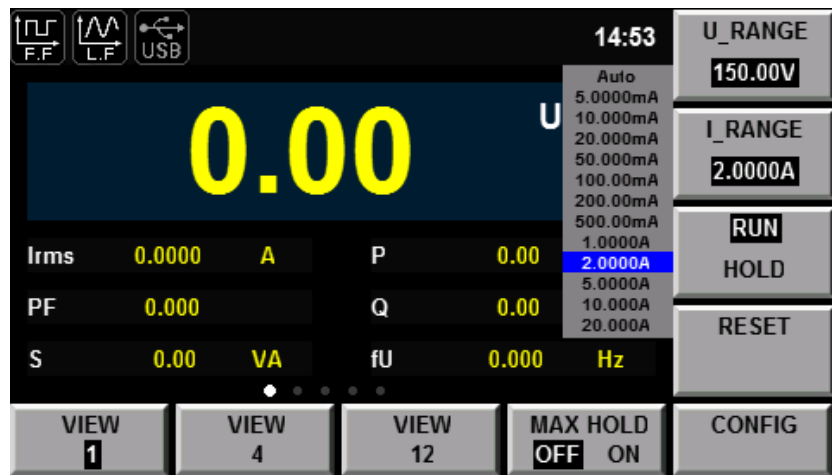 F.F L.F USB 14:53
U_RANGE
150.00V
0.00 U
Auto
5.0000mA
10.000mA
20.000mA
50.000mA
100.00mA
200.00mA
500.00mA
1.0000A
2.0000A
5.0000A
10.000A
20.000A
I_RANGE
2.0000A
RUN
HOLD
RESET
Irms 0.0000 A P 0.00
PF 0.000 Q 0.00
S 0.00 VA fU 0.000 Hz
VIEW
1
VIEW
4
VIEW
12
MAX HOLD
OFF ON
CONFIG